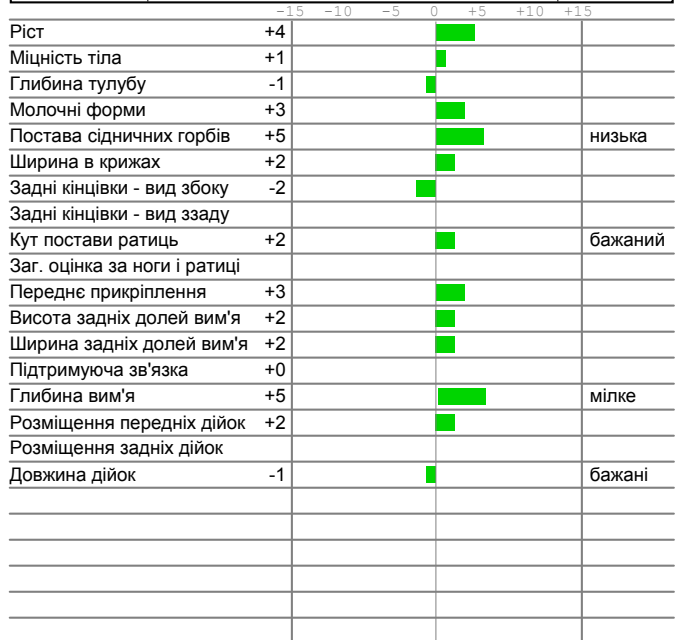 -15 -10 -5 0 +5 +10 +15
Ріст +4
Міцність тіла +1
Глибина тулубу -1
Молочні форми +3
Постава сідничних горбів +5 низька
Ширина в крижах +2
Задні кінцівки - вид збоку -2
Задні кінцівки - вид ззаду
Кут постави ратиць +2 бажаний
Заг. оцінка за ноги і ратиці
Переднє прикріплення +3
Висота задніх долей вим'я +2
Ширина задніх долей вим'я +2
Підтримуюча зв'язка +0
Глибина вим'я +5 мілке
Розміщення передніх дійок +2
Розміщення задніх дійок
Довжина дійок -1 бажані